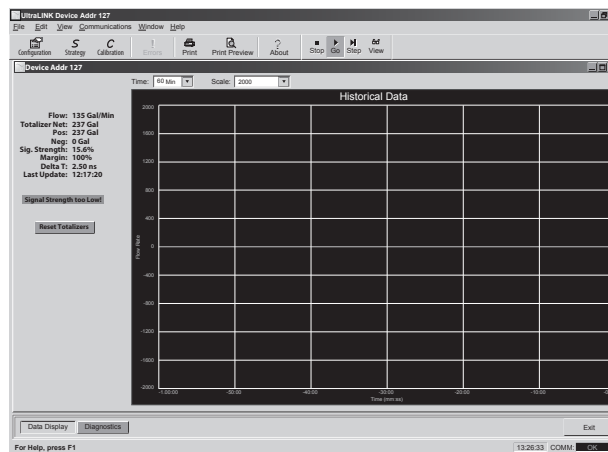 UltraLINK Device Addr 127
File Edit View Communications Window Help
Configuration Strategy Calibration Errors Print Print Preview About Stop Go Step View
Device Addr 127
Time: 60 Min Scale: 2000
Historical Data
Flow: 135 Gal/Min
Totalizer Net: 237 Gal
Pos: 237 Gal
Neg: 0 Gal
Sig. Strength: 15.6%
Margin: 100%
Delta T: 2.50 ns
Last Update: 12:17:20
Signal Strength too Low!
Reset Totalizers
Flow Rate
2000
1600
1200
800
400
0
-400
-800
-1200
-1600
-2000
-1:00:00 -50:00 -40:00 -30:00 -20:00 -10:00
Time (mm:ss)
Data Display Diagnostics Exit
For Help, press F1 13:26:33 COMM: OK